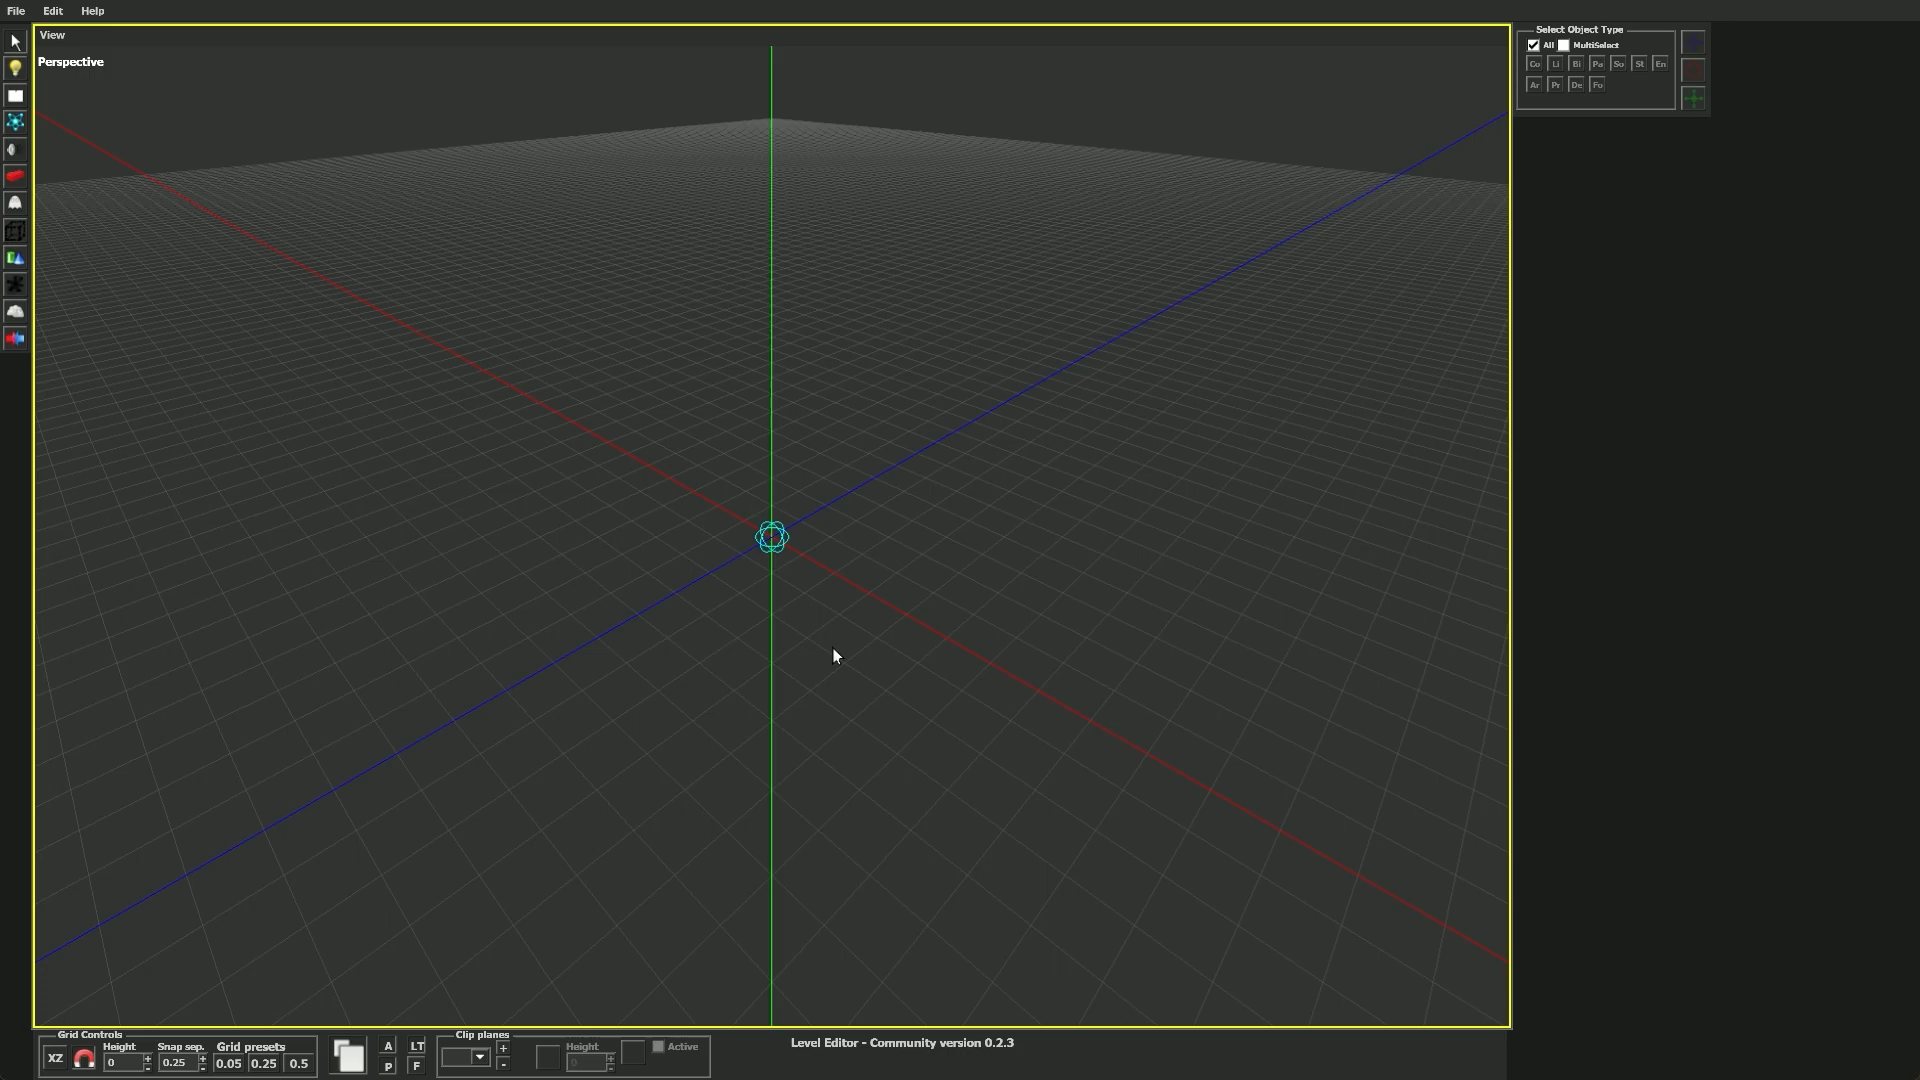 File Edit Help
View
Perspective
Select Object Type
All MultiSelect
Co Li Bi Pa So St En
Ar Pr De Fo
Grid Controls
XZ Height 0 Snap sep. 0.25 Grid presets 0.05 0.25 0.5
A LT
P F
Clip planes
+
-
Height 0 Active
Level Editor - Community version 0.2.3